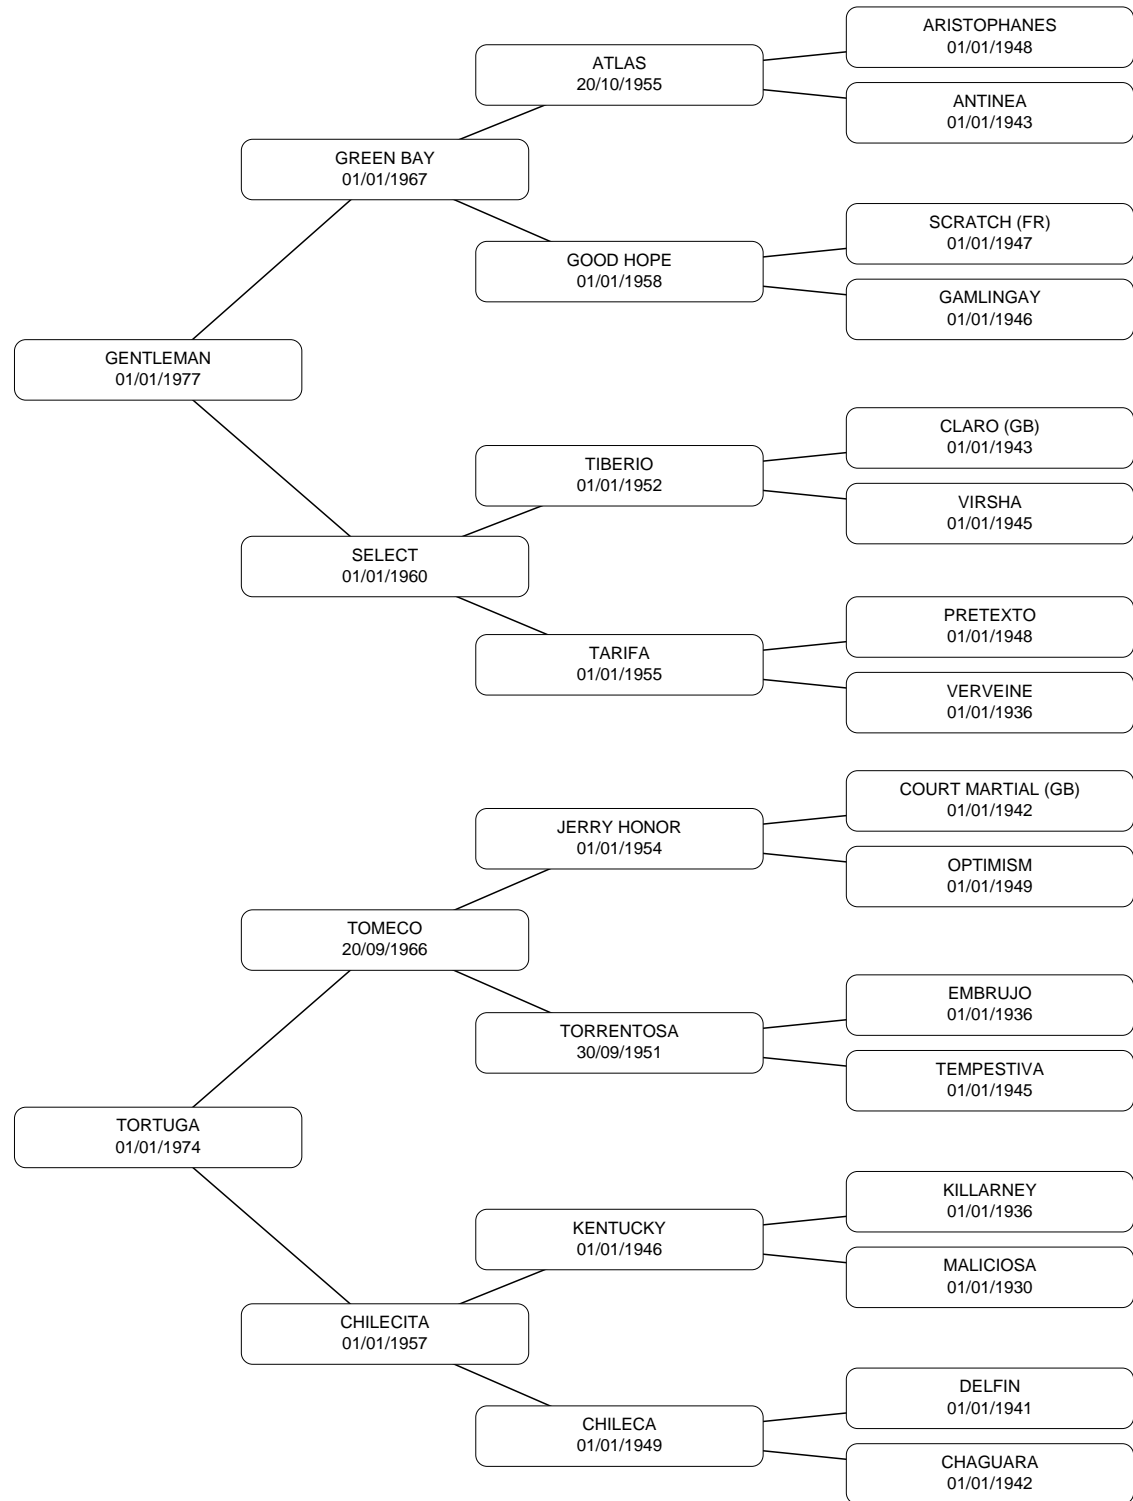 ARISTOPHANES
01/01/1948
ATLAS
20/10/1955
ANTINEA
01/01/1943
GREEN BAY
01/01/1967
SCRATCH (FR)
01/01/1947
GOOD HOPE
01/01/1958
GAMLINGAY
01/01/1946
GENTLEMAN
01/01/1977
CLARO (GB)
01/01/1943
TIBERIO
01/01/1952
VIRSHA
01/01/1945
SELECT
01/01/1960
PRETEXTO
01/01/1948
TARIFA
01/01/1955
VERVEINE
01/01/1936
COURT MARTIAL (GB)
01/01/1942
JERRY HONOR
01/01/1954
OPTIMISM
01/01/1949
TOMECO
20/09/1966
EMBRUJO
01/01/1936
TORRENTOSA
30/09/1951
TEMPESTIVA
01/01/1945
TORTUGA
01/01/1974
KILLARNEY
01/01/1936
KENTUCKY
01/01/1946
MALICIOSA
01/01/1930
CHILECITA
01/01/1957
DELFIN
01/01/1941
CHILECA
01/01/1949
CHAGUARA
01/01/1942